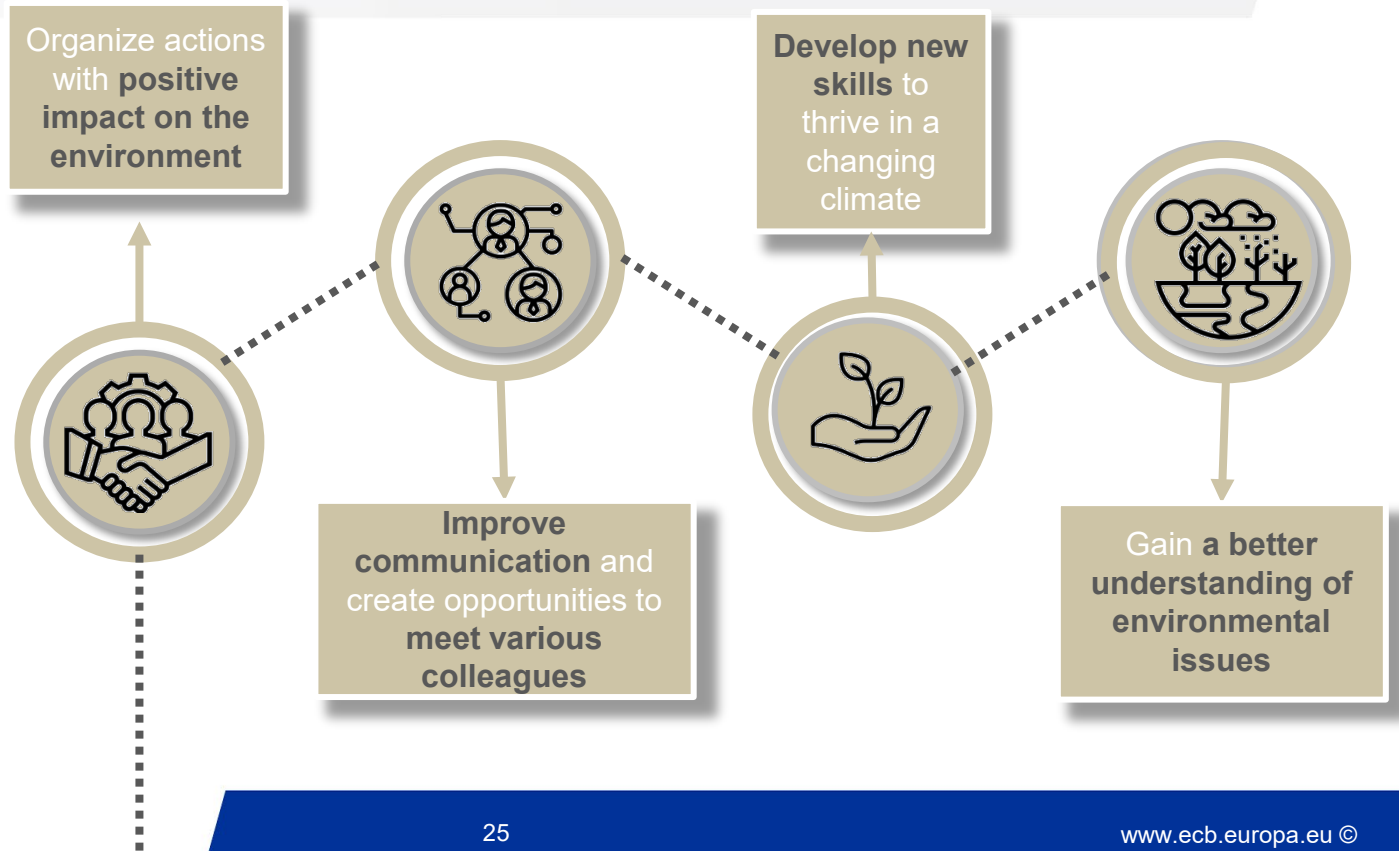 Organize actions
with positive
impact on the
environment
Improve
communication and
create opportunities to
meet various
colleagues
Develop new
skills to
thrive in a
changing
climate
Gain a better
understanding of
environmental
issues
25
www.ecb.europa.eu ©